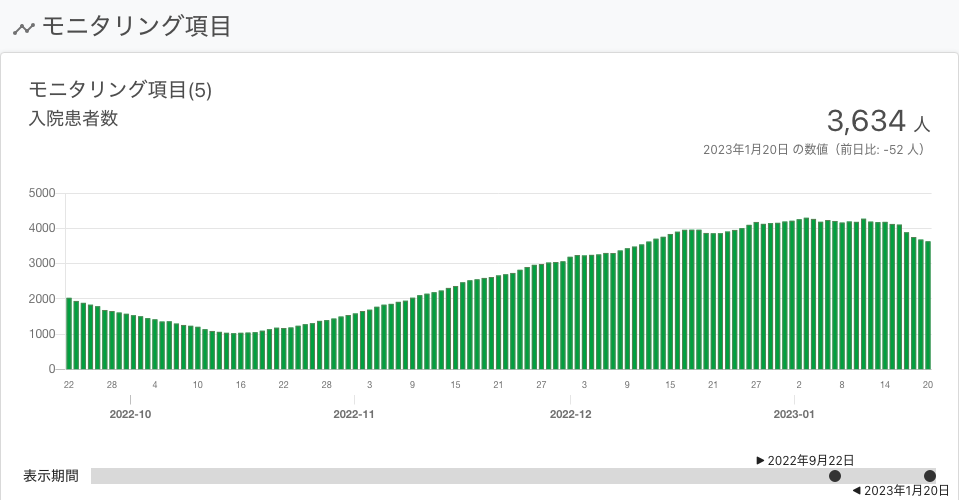 モニタリング項目
モニタリング項目(5)
入院患者数
3,634 人
2023年1月20日 の数値（前日比: -52 人）
5000
4000
3000
2000
1000
0
22 28 4 10 16 22 28 3 9 15 21 27 3 9 15 21 27 2 8 14 20
2022-10 2022-11 2022-12 2023-01
▶ 2022年9月22日
表示期間
◀ 2023年1月20日